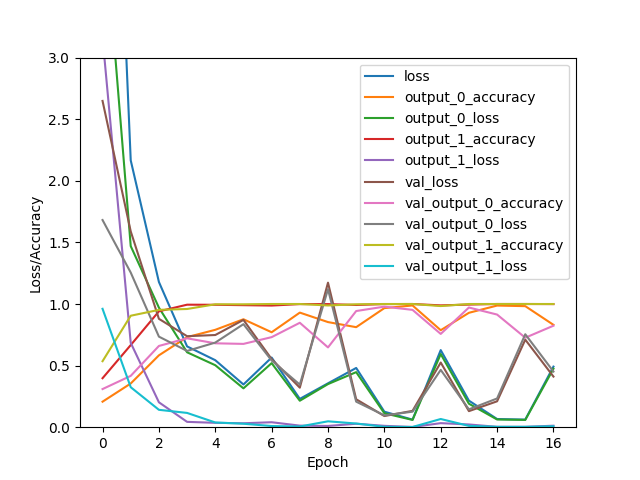 3.0
2.5
2.0
1.5
1.0
0.5
0.0
Loss/Accuracy
loss
output_0_accuracy
output_0_loss
output_1_accuracy
output_1_loss
val_loss
val_output_0_accuracy
val_output_0_loss
val_output_1_accuracy
val_output_1_loss
0 2 4 6 8 10 12 14 16
Epoch